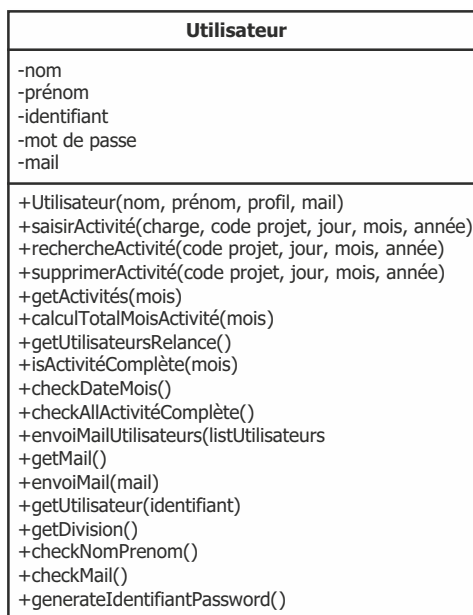 Utilisateur
-nom
-prénom
-identifiant
-mot de passe
-mail
+Utilisateur(nom, prénom, profil, mail)
+saisirActivité(charge, code projet, jour, mois, année)
+rechercheActivité(code projet, jour, mois, année)
+supprimerActivité(code projet, jour, mois, année)
+getActivités(mois)
+calculTotalMoisActivité(mois)
+getUtilisateursRelance()
+isActivitéComplète(mois)
+checkDateMois()
+checkAllActivitéComplète()
+envoiMailUtilisateurs(listUtilisateurs
+getMail()
+envoiMail(mail)
+getUtilisateur(identifiant)
+getDivision()
+checkNomPrenom()
+checkMail()
+generateIdentifiantPassword()